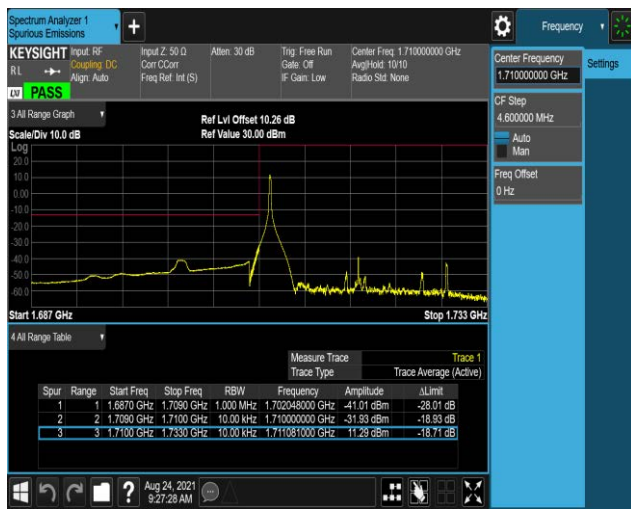 Spectrum Analyzer 1
Spurious Emissions
+
Frequency
KEYSIGHT Input: RF Input Z: 50 Ω Atten: 30 dB Trig: Free Run Center Freq: 1.710000000 GHz
Coupling: DC Corr CCorr Gate: Off Avg|Hold: 10/10
RL Align: Auto Freq Ref: Int (S) IF Gain: Low Radio Std: None
LXI PASS
Center Frequency
1.710000000 GHz
Settings
CF Step
4.600000 MHz
Auto
Man
Freq Offset
0 Hz
3 All Range Graph
Ref Lvl Offset 10.26 dB
Scale/Div 10.0 dB Ref Value 30.00 dBm
Log
20.0
10.0
0.00
-10.0
-20.0
-30.0
-40.0
-50.0
-60.0
Start 1.687 GHz Stop 1.733 GHz
4 All Range Table
Measure Trace Trace 1
Trace Type Trace Average (Active)
Spur Range Start Freq Stop Freq RBW Frequency Amplitude ΔLimit
1 1 1.6870 GHz 1.7090 GHz 1.000 MHz 1.702048000 GHz -41.01 dBm -28.01 dB
2 2 1.7090 GHz 1.7100 GHz 10.00 kHz 1.710000000 GHz -31.93 dBm -18.93 dB
3 3 1.7100 GHz 1.7330 GHz 10.00 kHz 1.711081000 GHz 11.29 dBm -18.71 dB
? Aug 24, 2021
9:27:28 AM